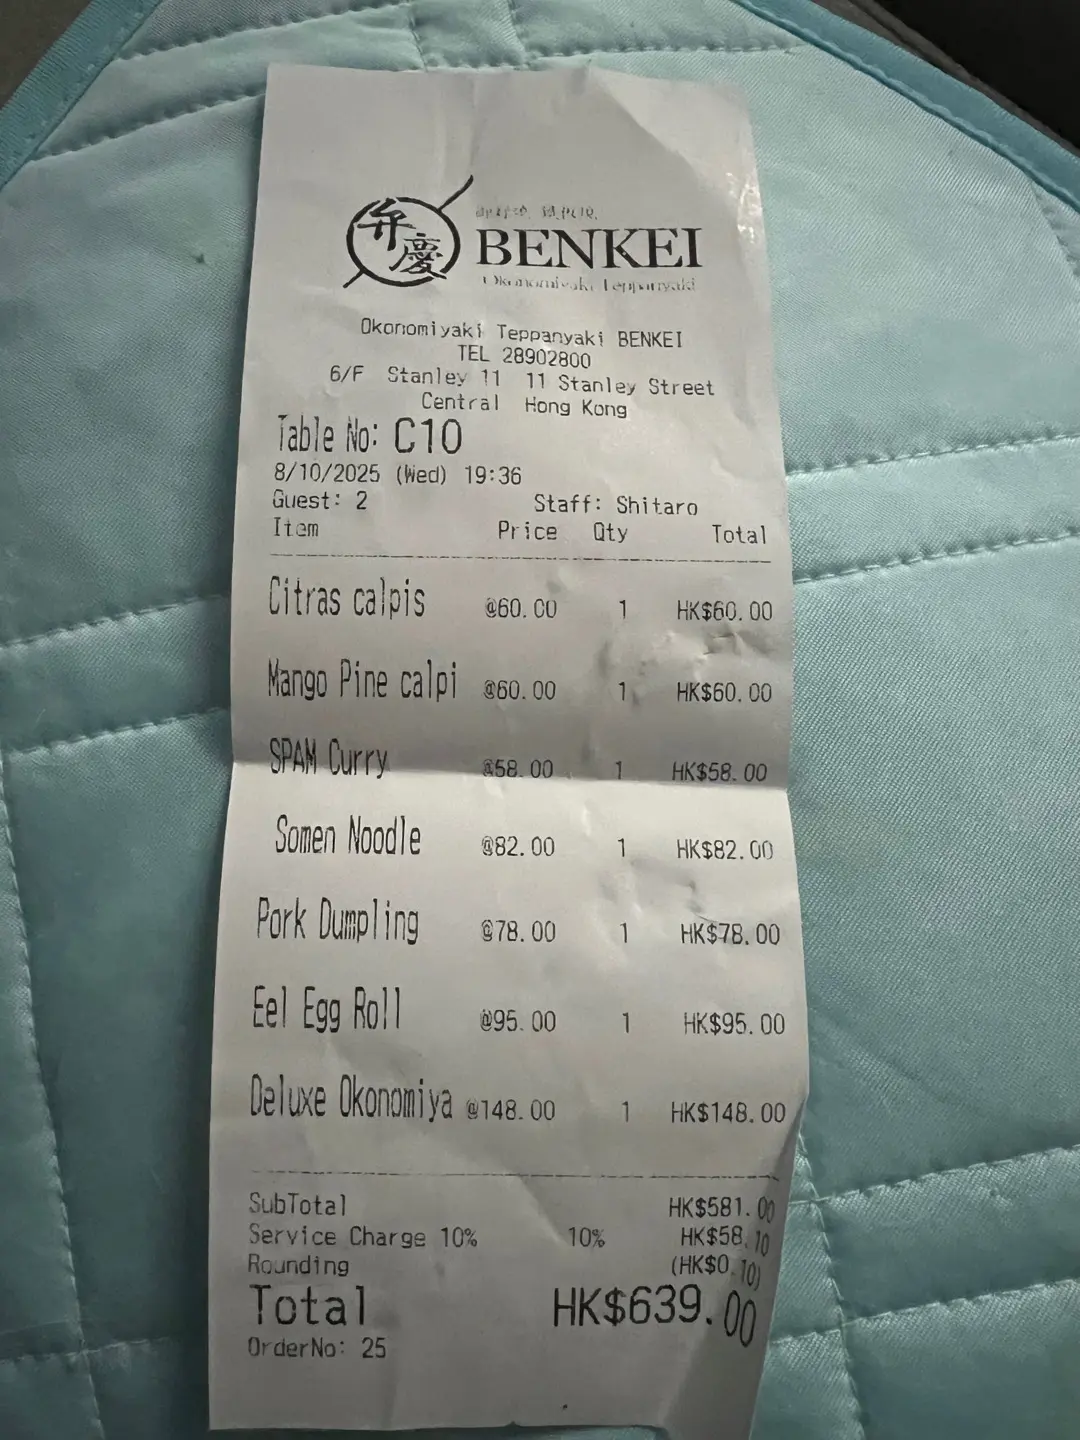 弁慶
BENKEI
Okonomiyaki Teppanyaki
Okonomiyaki Teppanyaki BENKEI
TEL 28902800
6/F Stanley 11 11 Stanley Street
Central Hong Kong
Table No: C10
8/10/2025 (Wed) 19:36
Guest: 2 Staff: Shitaro
Item Price Qty Total
Citras calpis @60.00 1 HK$60.00
Mango Pine calpi @60.00 1 HK$60.00
SPAM Curry @58.00 1 HK$58.00
Somen Noodle @82.00 1 HK$82.00
Pork Dumpling @78.00 1 HK$78.00
Eel Egg Roll @95.00 1 HK$95.00
Deluxe Okonomiya @148.00 1 HK$148.00
SubTotal HK$581.00
Service Charge 10% 10% HK$58.10
Rounding (HK$0.10)
Total HK$639.00
OrderNo: 25